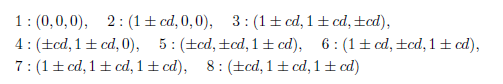 1 : (0, 0, 0),   2 : (1 ± cd, 0, 0),   3 : (1 ± cd, 1 ± cd, ±cd),
4 : (±cd, 1 ± cd, 0),   5 : (±cd, ±cd, 1 ± cd),   6 : (1 ± cd, ±cd, 1 ± cd),
7 : (1 ± cd, 1 ± cd, 1 ± cd),   8 : (±cd, 1 ± cd, 1 ± cd)